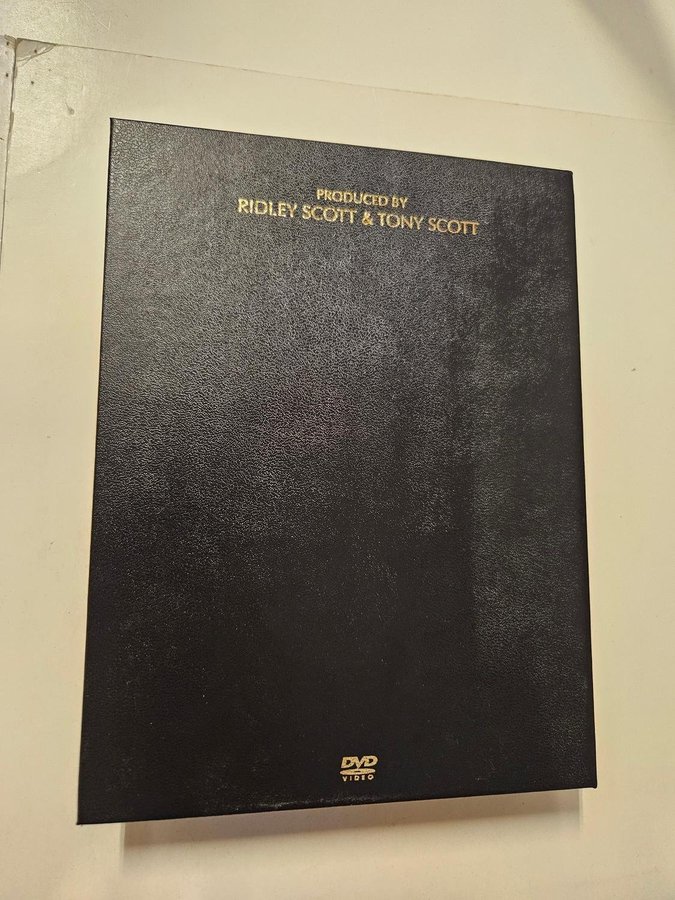 PRODUCED BY
RIDLEY SCOTT & TONY SCOTT
DVD
VIDEO